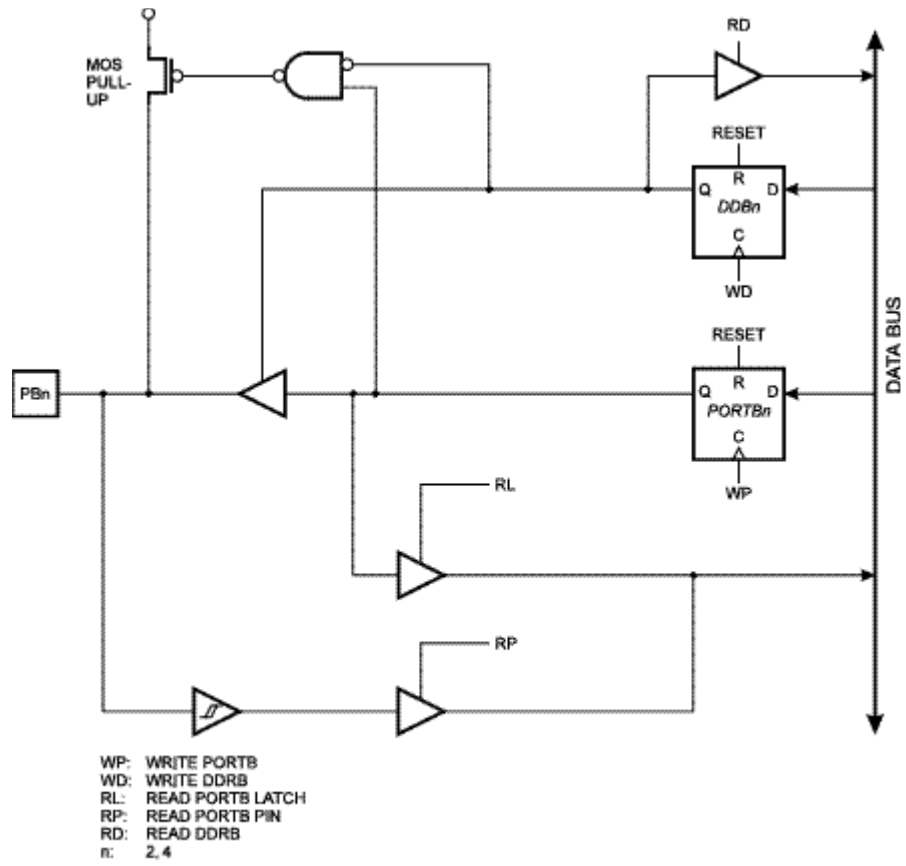 RD
MOS
PULL-
UP
RESET
R
Q
D
DDBn
C
WD
DATA BUS
RESET
PBn
R
Q
D
PORTBn
C
WP
RL
RP
WP: WRITE PORTB
WD: WRITE DDRB
RL: READ PORTB LATCH
RP: READ PORTB PIN
RD: READ DDRB
n: 2, 4